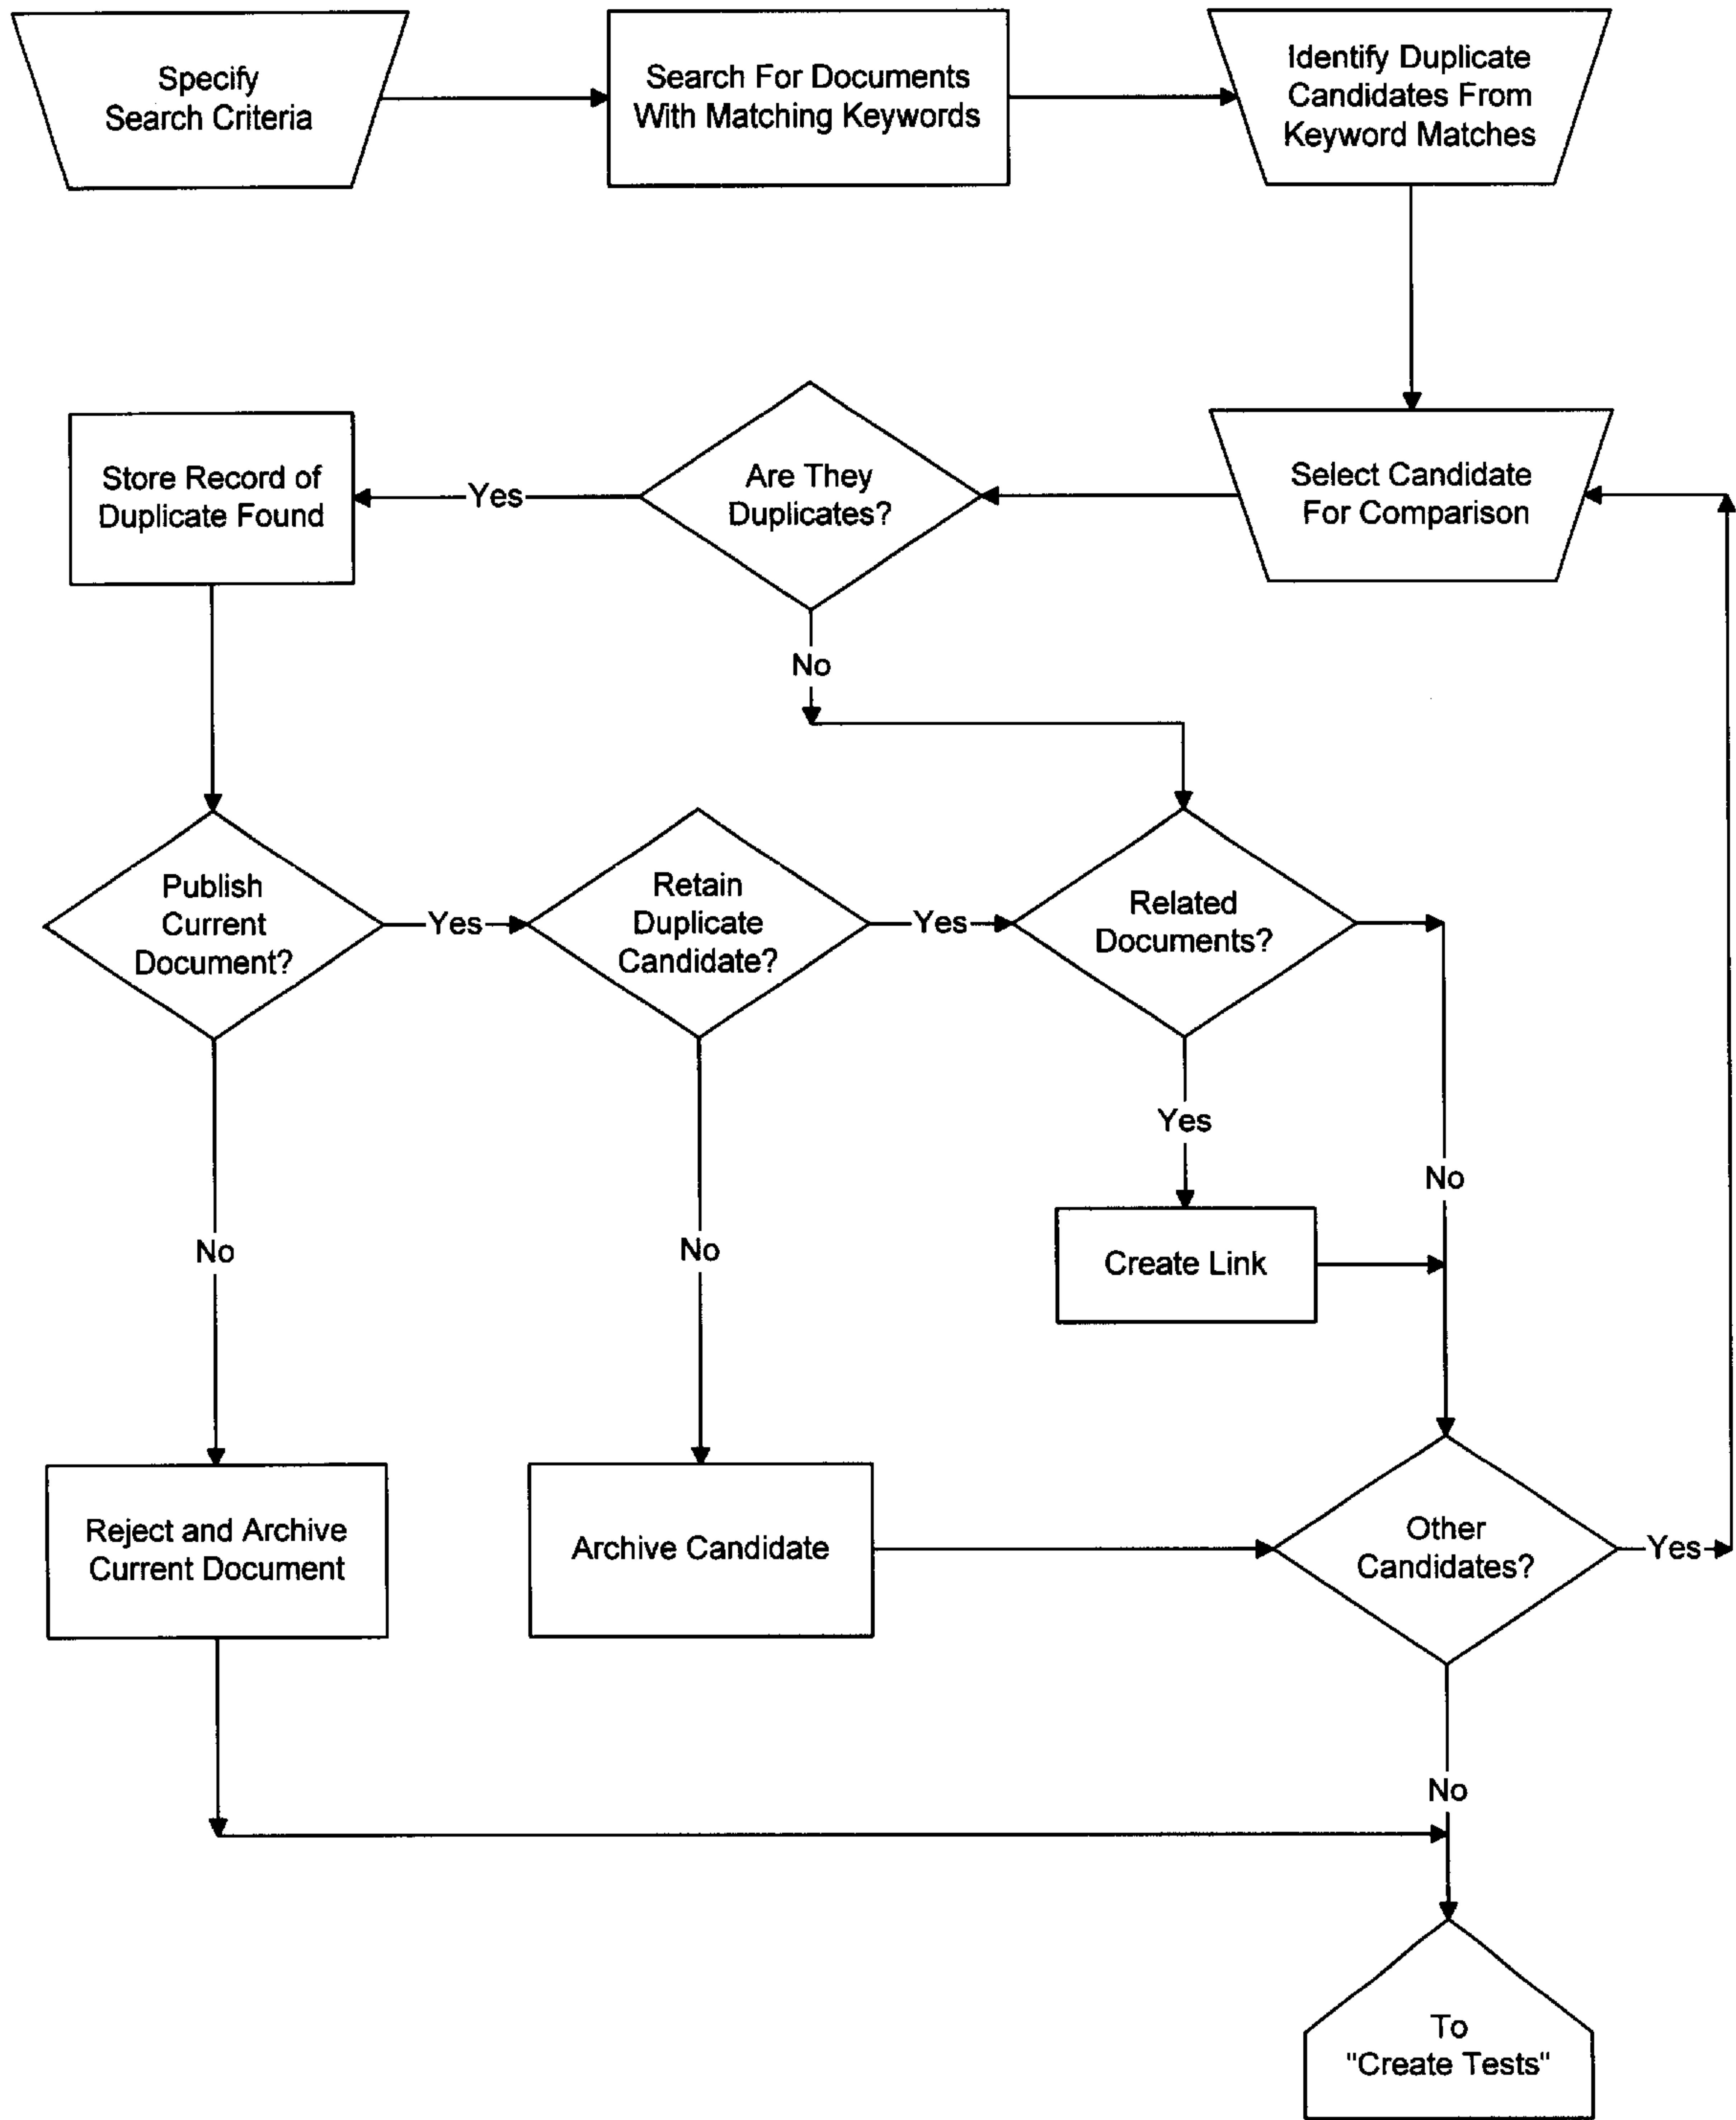 Specify
Search Criteria
Search For Documents
With Matching Keywords
Identify Duplicate
Candidates From
Keyword Matches
Store Record of
Duplicate Found
Yes
Are They
Duplicates?
Select Candidate
For Comparison
No
Publish
Current
Document?
Yes
Retain
Duplicate
Candidate?
Yes
Related
Documents?
Yes
No
No
No
Create Link
Reject and Archive
Current Document
Archive Candidate
Other
Candidates?
Yes
No
To
"Create Tests"